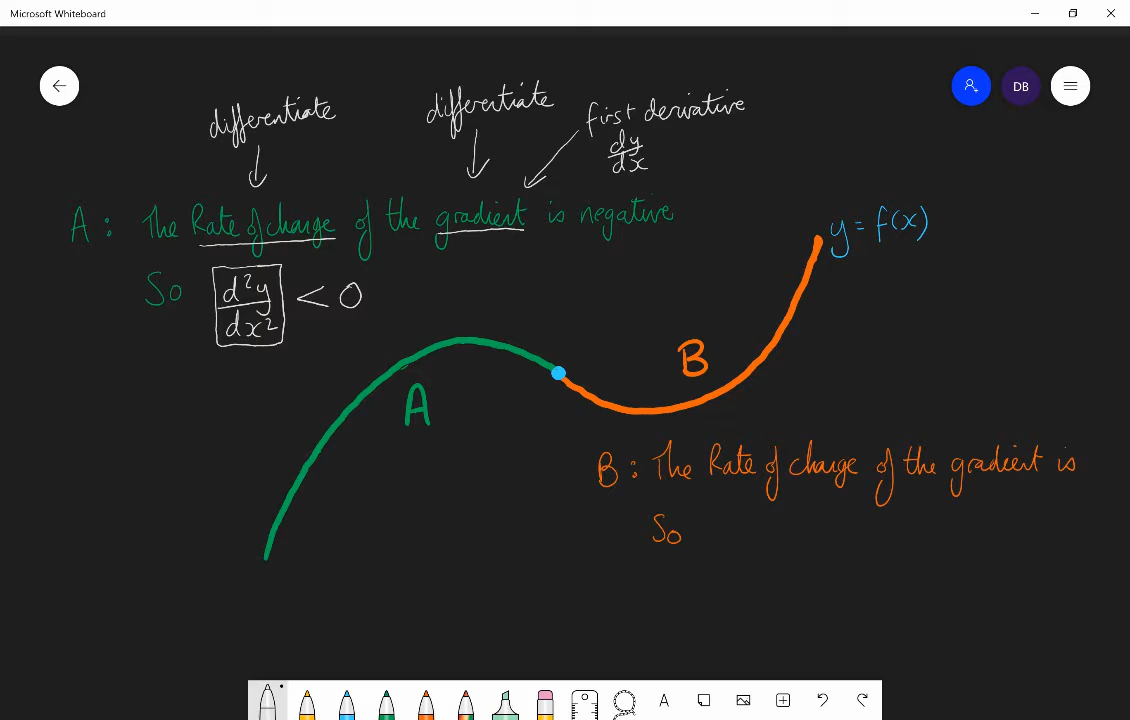 Microsoft Whiteboard
DB
differentiate
differentiate
first derivative
dy
dx
A : The Rate of change of the gradient is negative
So d²y
dx² < 0
y = f(x)
B
A
B : The Rate of change of the gradient is
So
A